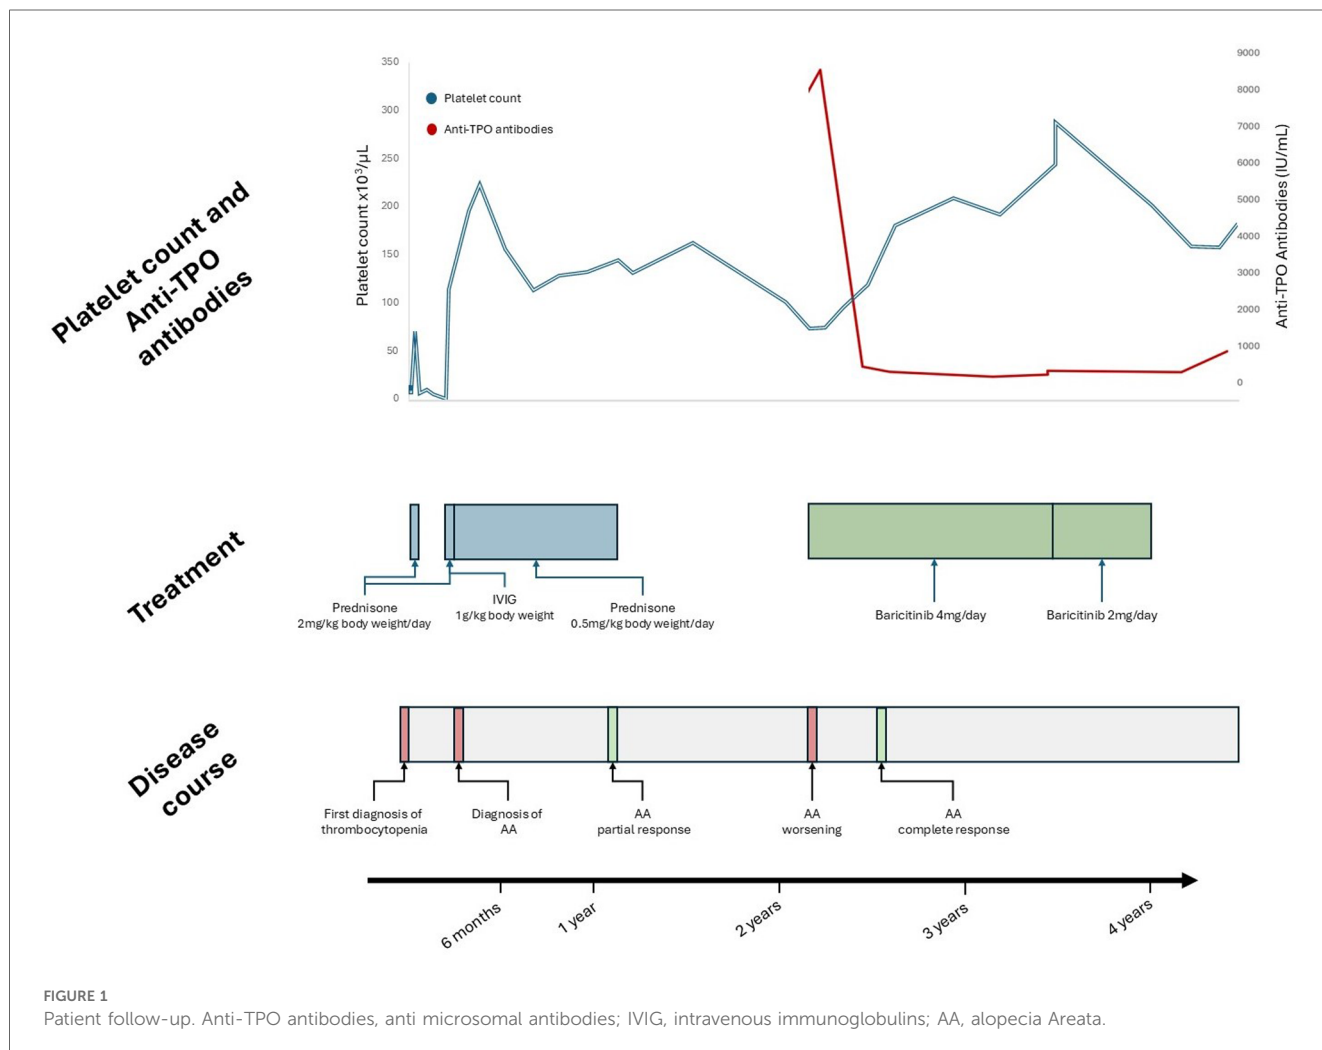 Platelet count and
Anti-TPO
antibodies
Platelet count x10³/µL
350
300
250
200
150
100
50
0
Platelet count
Anti-TPO antibodies
9000
8000
7000
6000
5000
4000
3000
2000
1000
0
Anti-TPO Antibodies (IU/mL)
Treatment
Prednisone
2mg/kg body weight/day
IVIG
1g/kg body weight
Prednisone
0.5mg/kg body weight/day
Baricitinib 4mg/day
Baricitinib 2mg/day
Disease
course
First diagnosis of
thrombocytopenia
Diagnosis of
AA
AA
partial response
AA
worsening
AA
complete response
6 months
1 year
2 years
3 years
4 years
FIGURE 1
Patient follow-up. Anti-TPO antibodies, anti microsomal antibodies; IVIG, intravenous immunoglobulins; AA, alopecia Areata.